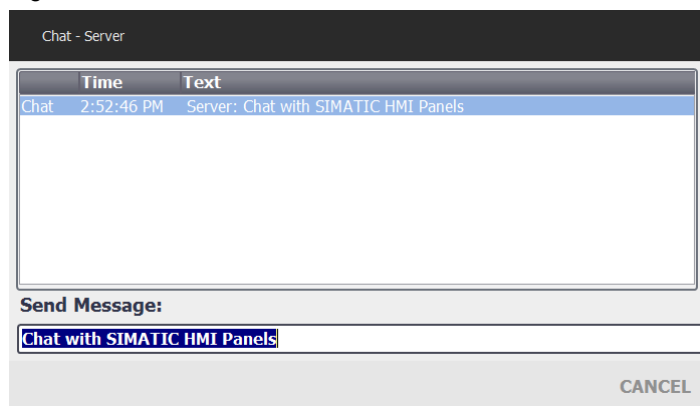 Chat - Server
Time Text
Chat 2:52:46 PM Server: Chat with SIMATIC HMI Panels
Send Message:
Chat with SIMATIC HMI Panels
CANCEL